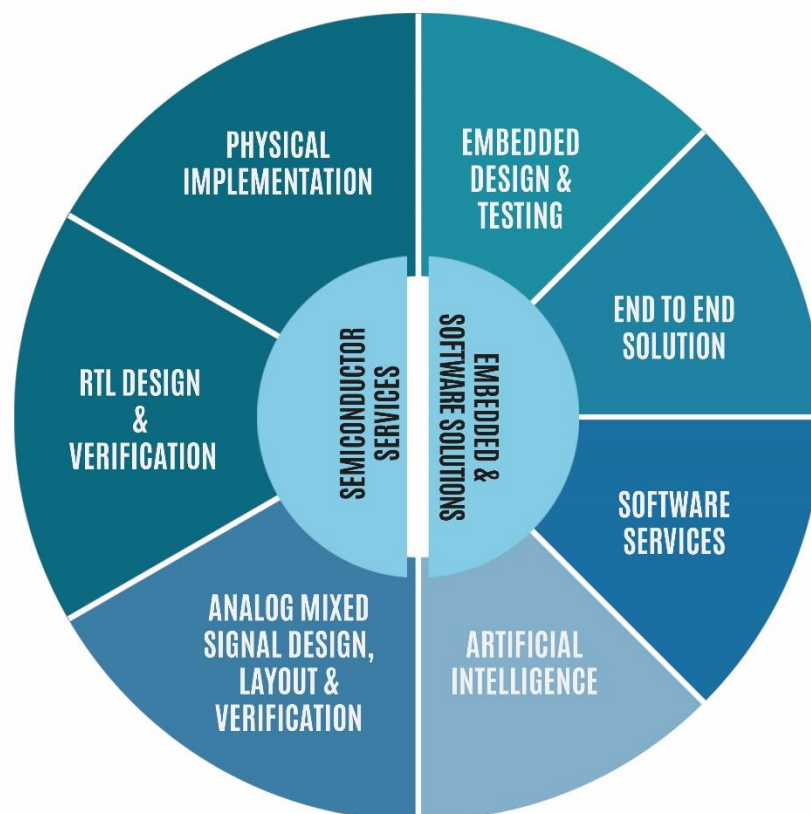 PHYSICAL
IMPLEMENTATION
EMBEDDED
DESIGN &
TESTING
END TO END
SOLUTION
RTL DESIGN
&
VERIFICATION
SEMICONDUCTOR
SERVICES
EMBEDDED &
SOFTWARE SOLUTIONS
SOFTWARE
SERVICES
ANALOG MIXED
SIGNAL DESIGN,
LAYOUT &
VERIFICATION
ARTIFICIAL
INTELLIGENCE